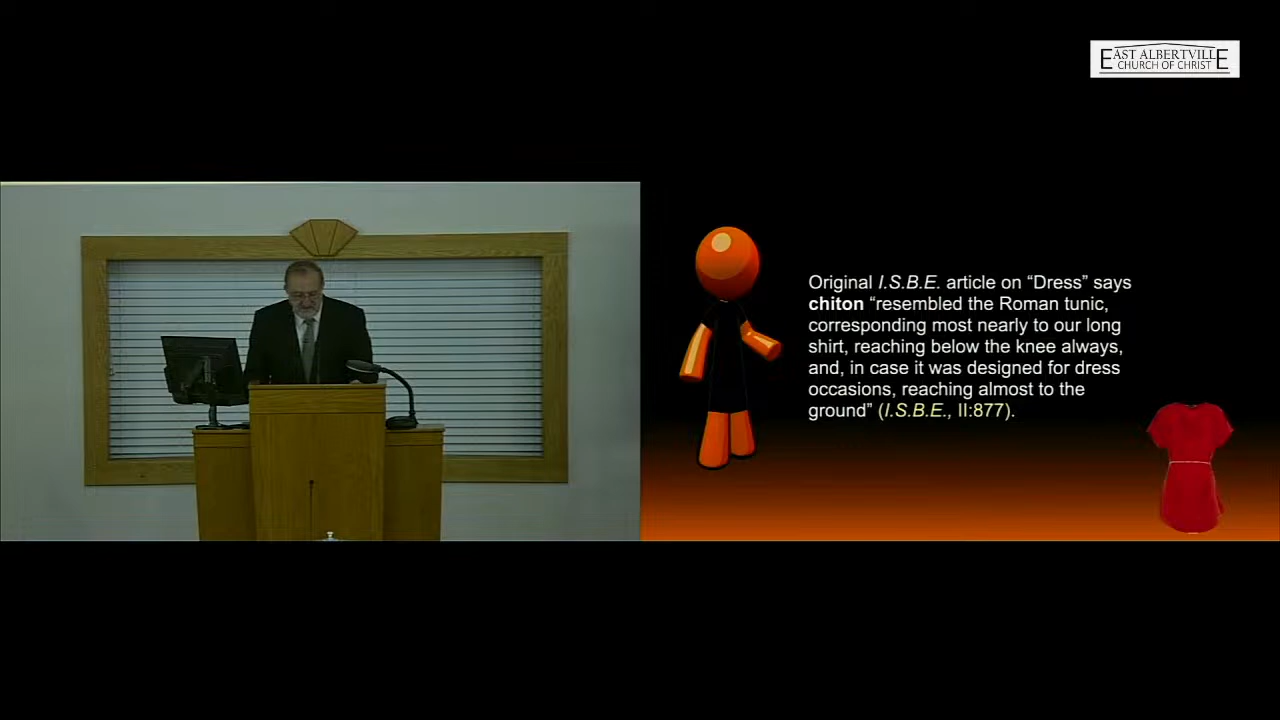 EAST ALBERTVILLE
CHURCH OF CHRIST
Original I.S.B.E. article on “Dress” says
chiton “resembled the Roman tunic,
corresponding most nearly to our long
shirt, reaching below the knee always,
and, in case it was designed for dress
occasions, reaching almost to the
ground” (I.S.B.E., II:877).